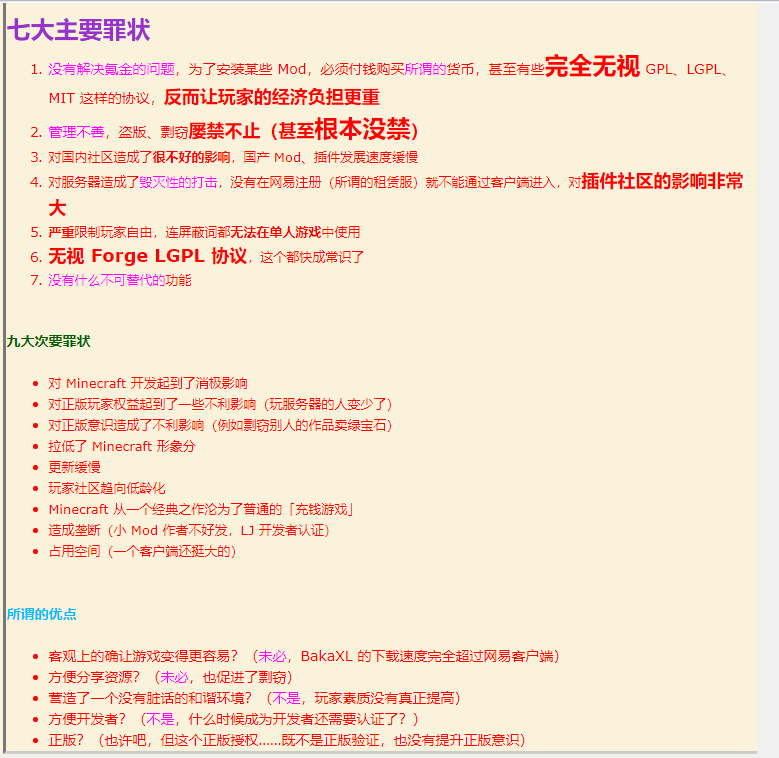 七大主要罪状
1. 没有解决氪金的问题，为了安装某些 Mod，必须付钱购买所谓的货币，甚至有些完全无视 GPL、LGPL、
MIT 这样的协议，反而让玩家的经济负担更重
2. 管理不善，盗版、剽窃屡禁不止（甚至根本没禁）
3. 对国内社区造成了很不好的影响，国产 Mod、插件发展速度缓慢
4. 对服务器造成了毁灭性的打击，没有在网易注册（所谓的租赁服）就不能通过客户端进入，对插件社区的影响非常
大
5. 严重限制玩家自由，连屏蔽词都无法在单人游戏中使用
6. 无视 Forge LGPL 协议，这个都快成常识了
7. 没有什么不可替代的功能
九大次要罪状
• 对 Minecraft 开发起到了消极影响
• 对正版玩家权益起到了一些不利影响（玩服务器的人变少了）
• 对正版意识造成了不利影响（例如剽窃别人的作品卖绿宝石）
• 拉低了 Minecraft 形象分
• 更新缓慢
• 玩家社区趋向低龄化
• Minecraft 从一个经典之作沦为了普通的「充钱游戏」
• 造成垄断（小 Mod 作者不好发，LJ 开发者认证）
• 占用空间（一个客户端还挺大的）
所谓的优点
• 客观上的确让游戏变得更容易？（未必，BakaXL 的下载速度完全超过网易客户端）
• 方便分享资源？（未必，也促进了剽窃）
• 营造了一个没有脏话的和谐环境？（不是，玩家素质没有真正提高）
• 方便开发者？（不是，什么时候成为开发者还需要认证了？）
• 正版？（也许吧，但这个正版授权……既不是正版验证，也没有提升正版意识）